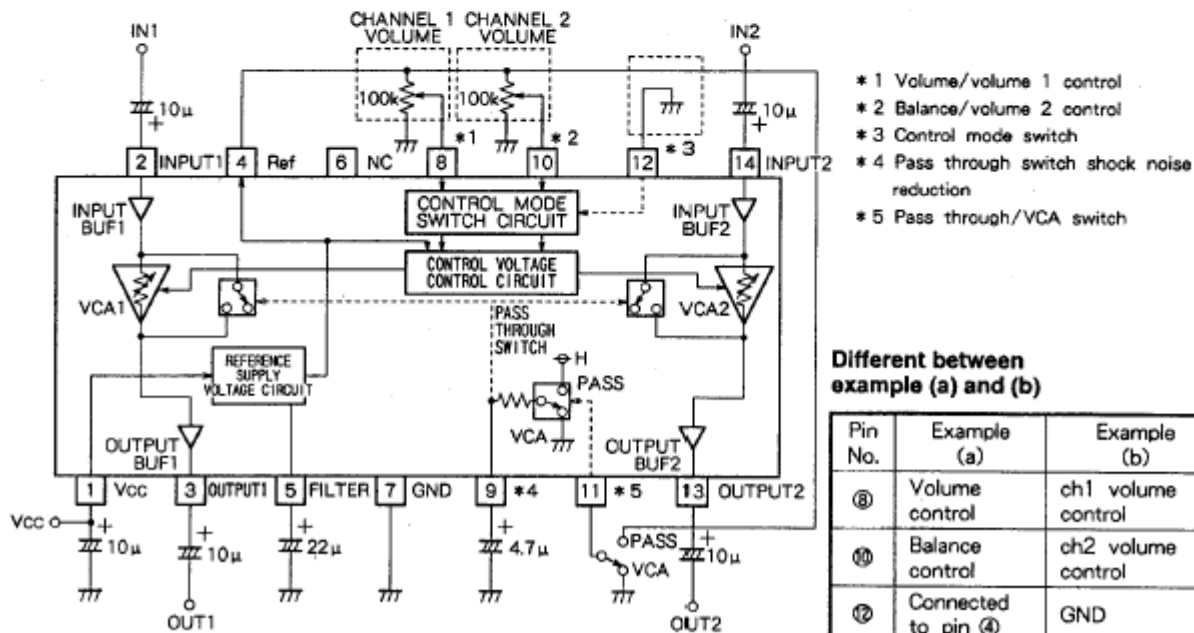 CHANNEL 1
VOLUME
CHANNEL 2
VOLUME
IN1
IN2
10μ
+
100k
100k
*1
*2
*3
10μ
+
* 1 Volume/volume 1 control
* 2 Balance/volume 2 control
* 3 Control mode switch
* 4 Pass through switch shock noise
reduction
* 5 Pass through/VCA switch
2 INPUT1
4 Ref
6 NC
8
10
12
14 INPUT2
INPUT
BUF1
CONTROL MODE
SWITCH CIRCUIT
INPUT
BUF2
CONTROL VOLTAGE
CONTROL CIRCUIT
VCA1
VCA2
PASS
THROUGH
SWITCH
REFERENCE
SUPPLY
VOLTAGE CIRCUIT
H
PASS
VCA
OUTPUT
BUF1
OUTPUT
BUF2
1 Vcc
3 OUTPUT1
5 FILTER
7 GND
9 *4
11 *5
13 OUTPUT2
Vcc
+
10μ
+
10μ
+
22μ
+
4.7μ
PASS
VCA
+
10μ
OUT1
OUT2
Different between
example (a) and (b)
Pin No. Example (a) Example (b)
⑧ Volume control ch1 volume control
⑩ Balance control ch2 volume control
⑫ Connected to pin ④ GND